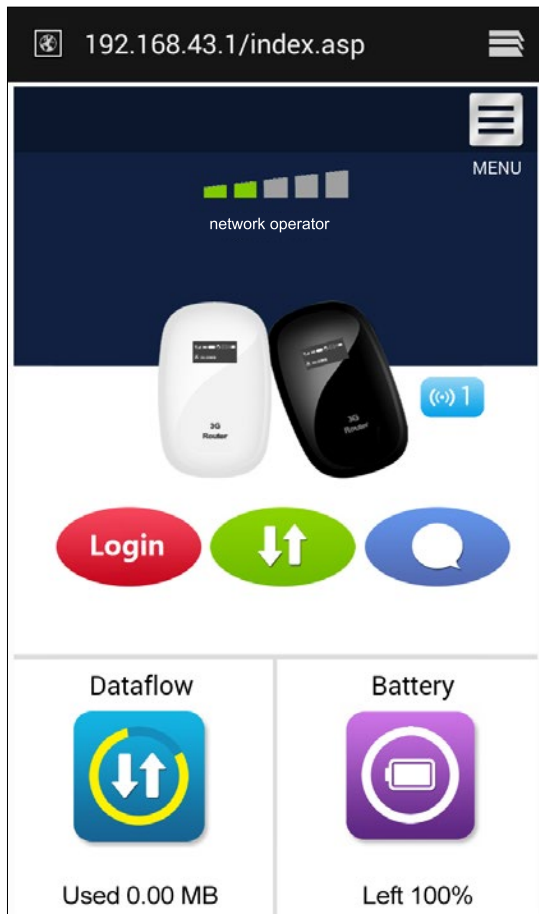 192.168.43.1/index.asp
MENU
network operator
3G
Router
3G
Router
1
Login
Dataflow
Battery
Used 0.00 MB
Left 100%